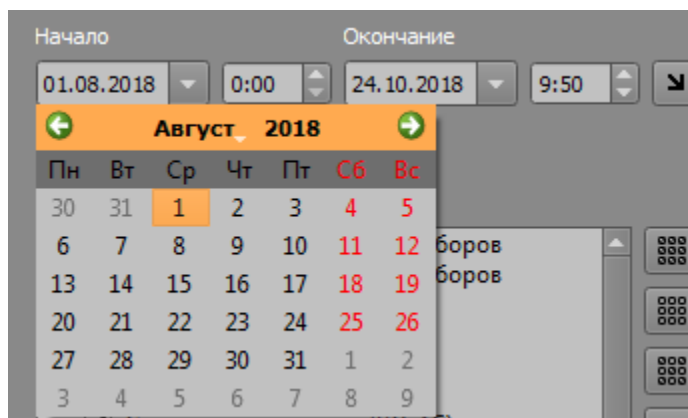 Начало Окончание
01.08.2018 0:00 24.10.2018 9:50
Август 2018
Пн Вт Ср Чт Пт Сб Вс
30 31 1 2 3 4 5
6 7 8 9 10 11 12
боров
13 14 15 16 17 18 19
боров
20 21 22 23 24 25 26
27 28 29 30 31 1 2
3 4 5 6 7 8 9